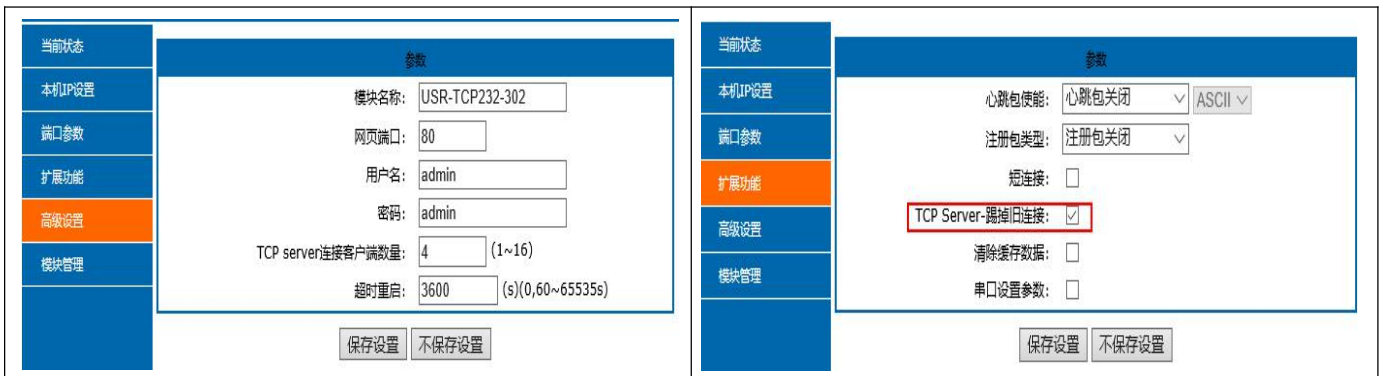 当前状态
本机IP设置
端口参数
扩展功能
高级设置
模块管理
参数
模块名称: USR-TCP232-302
网页端口: 80
用户名: admin
密码: admin
TCP server连接客户端数量: 4 (1~16)
超时重启: 3600 (s)(0,60~65535s)
保存设置 不保存设置
当前状态
本机IP设置
端口参数
扩展功能
高级设置
模块管理
参数
心跳包使能: 心跳包关闭 ASCII
注册包类型: 注册包关闭
短连接:
TCP Server-踢掉旧连接:
清除缓存数据:
串口设置参数:
保存设置 不保存设置